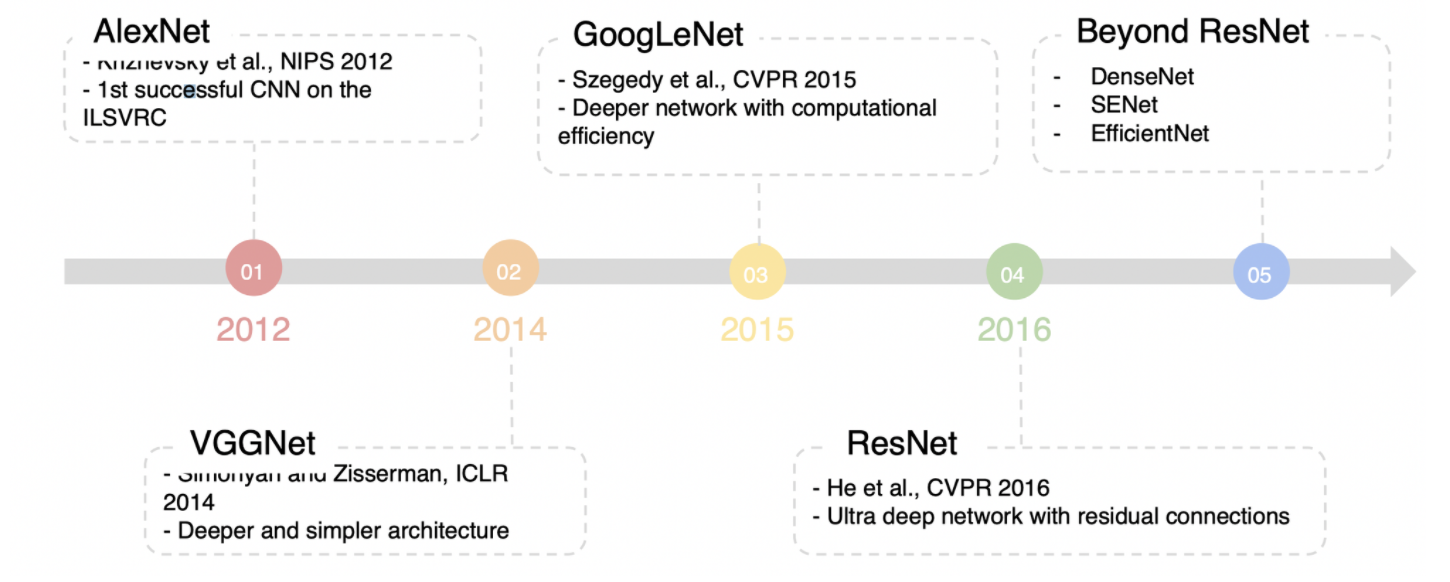 AlexNet
- Krizhevsky et al., NIPS 2012
- 1st successful CNN on the
ILSVRC
GoogLeNet
- Szegedy et al., CVPR 2015
- Deeper network with computational
efficiency
Beyond ResNet
- DenseNet
- SENet
- EfficientNet
01
02
03
04
05
2012
2014
2015
2016
VGGNet
- Simonyan and Zisserman, ICLR
2014
- Deeper and simpler architecture
ResNet
- He et al., CVPR 2016
- Ultra deep network with residual connections